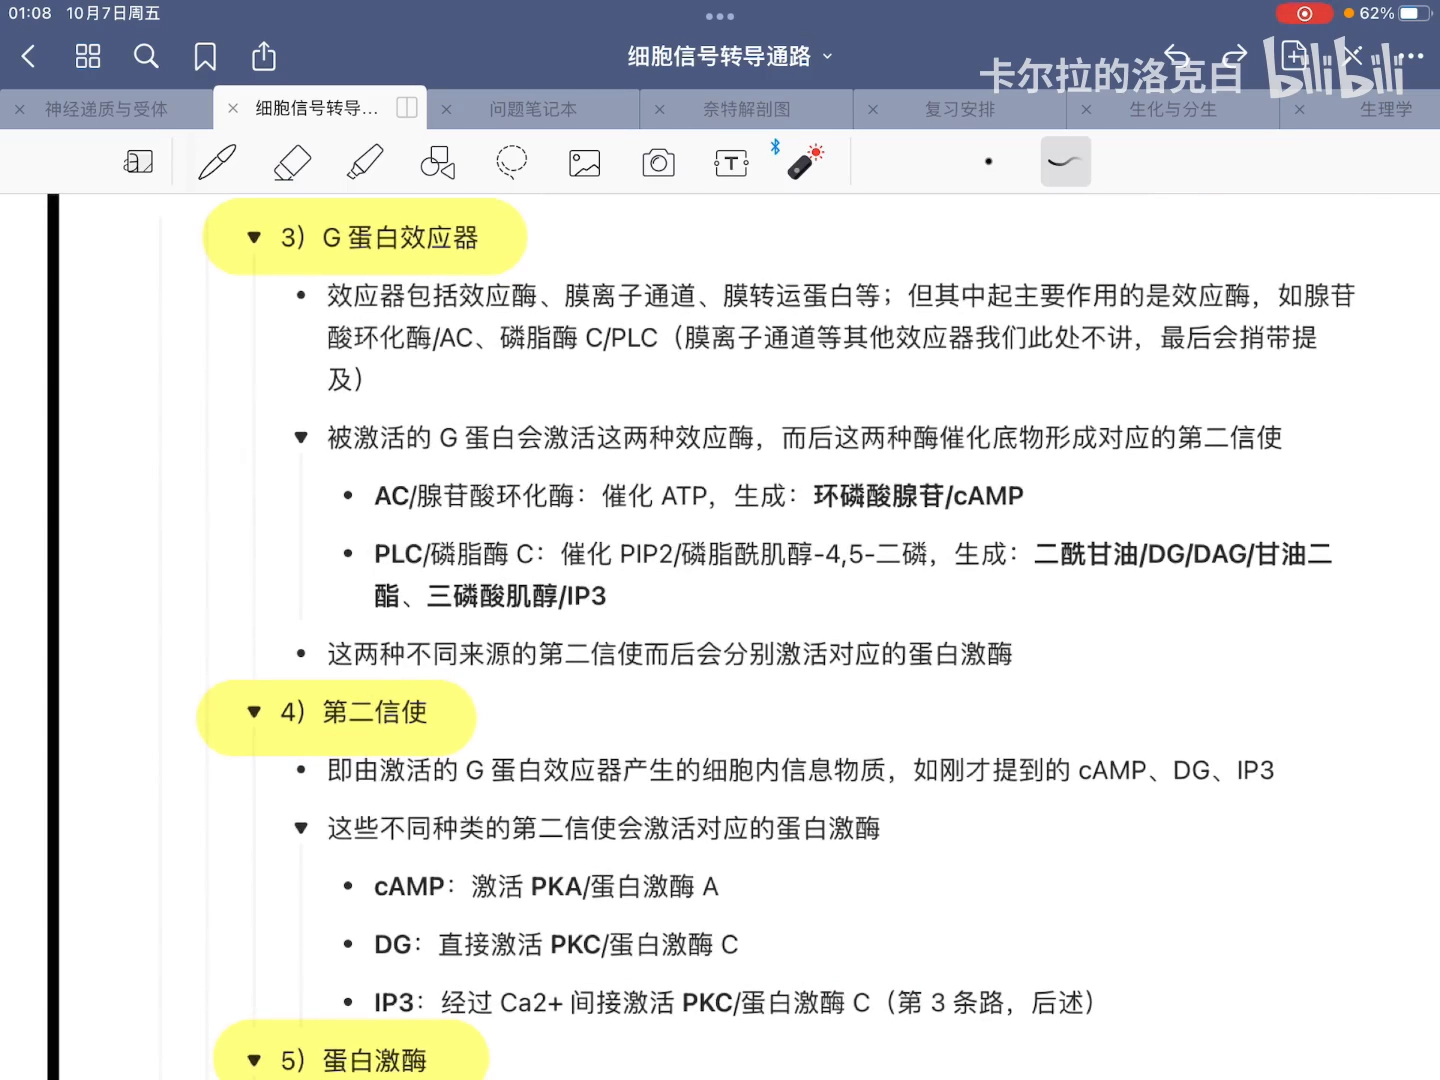 01:08 10月7日周五
62%
细胞信号转导通路
卡尔拉的洛克白 bilibili
神经递质与受体
细胞信号转导...
问题笔记本
奈特解剖图
复习安排
生化与分生
生理学
3）G 蛋白效应器
效应器包括效应酶、膜离子通道、膜转运蛋白等；但其中起主要作用的是效应酶，如腺苷
酸环化酶/AC、磷脂酶 C/PLC（膜离子通道等其他效应器我们此处不讲，最后会捎带提
及）
被激活的 G 蛋白会激活这两种效应酶，而后这两种酶催化底物形成对应的第二信使
AC/腺苷酸环化酶：催化 ATP，生成：环磷酸腺苷/cAMP
PLC/磷脂酶 C：催化 PIP2/磷脂酰肌醇-4,5-二磷，生成：二酰甘油/DG/DAG/甘油二
酯、三磷酸肌醇/IP3
这两种不同来源的第二信使而后会分别激活对应的蛋白激酶
4）第二信使
即由激活的 G 蛋白效应器产生的细胞内信息物质，如刚才提到的 cAMP、DG、IP3
这些不同种类的第二信使会激活对应的蛋白激酶
cAMP：激活 PKA/蛋白激酶 A
DG：直接激活 PKC/蛋白激酶 C
IP3：经过 Ca2+ 间接激活 PKC/蛋白激酶 C（第 3 条路，后述）
5）蛋白激酶